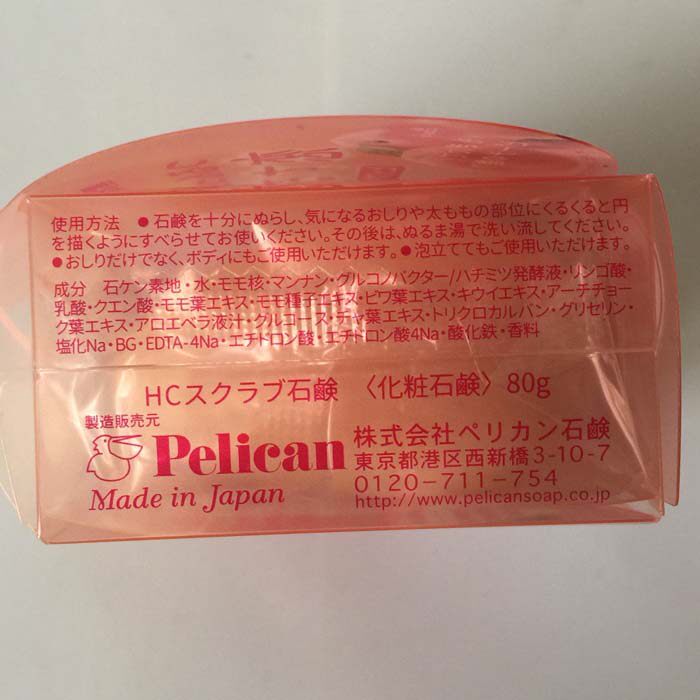 使用方法 ●石鹸を十分にぬらし、気になるおしりや太ももの部位にくるくると円
を描くようにすべらせてお使いください。その後は、ぬるま湯で洗い流してください。
●おしりだけでなく、ボディにもご使用いただけます。●泡立ててもご使用いただけます。
成分 石ケン素地・水・モモ核・マンナン・グルコノバクター/ハチミツ発酵液・リンゴ酸・
乳酸・クエン酸・モモ葉エキス・モモ種子エキス・ビワ葉エキス・キウイエキス・アーチチョー
ク葉エキス・アロエベラ液汁・グルコース・チャ葉エキス・トリクロカルバン・グリセリン・
塩化Na・BG・EDTA-4Na・エチドロン酸・エチドロン酸4Na・酸化鉄・香料
HCスクラブ石鹸 〈化粧石鹸〉 80g
製造販売元
Pelican
Made in Japan
株式会社ペリカン石鹸
東京都港区西新橋3-10-7
0120-711-754
http://www.pelicansoap.co.jp